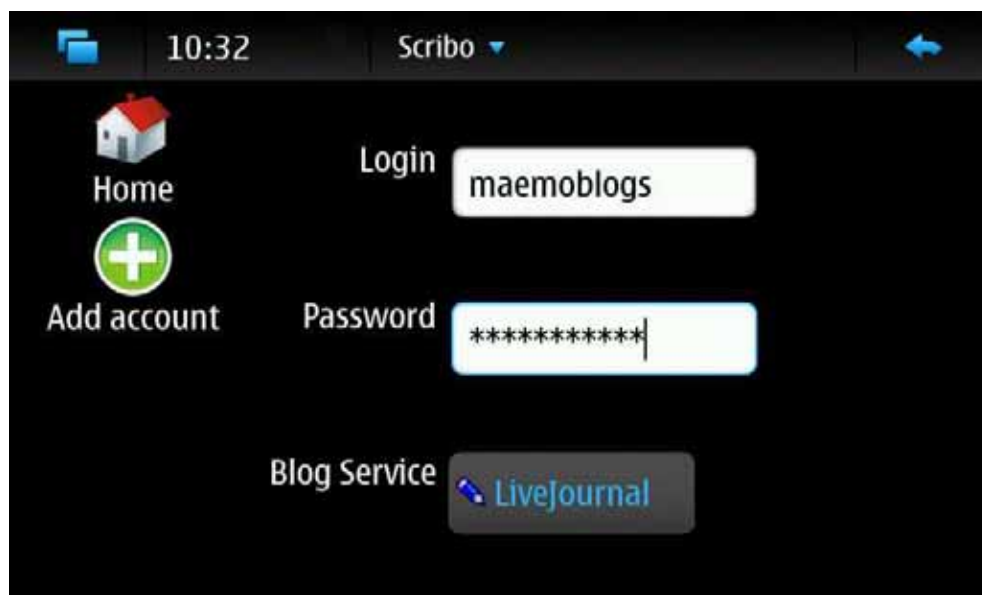 10:32 Scribo
Login maemoblogs
Home
Add account
Password ***********
Blog Service LiveJournal